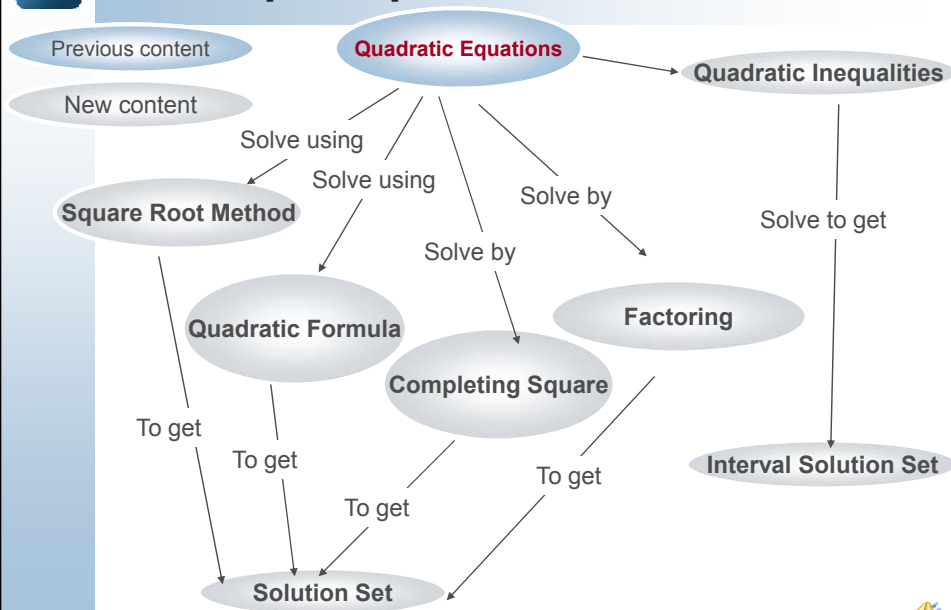 Previous content
Quadratic Equations
Quadratic Inequalities
New content
Solve using
Solve using
Solve by
Square Root Method
Solve to get
Solve by
Quadratic Formula
Factoring
Completing Square
To get
To get
To get
Interval Solution Set
To get
Solution Set